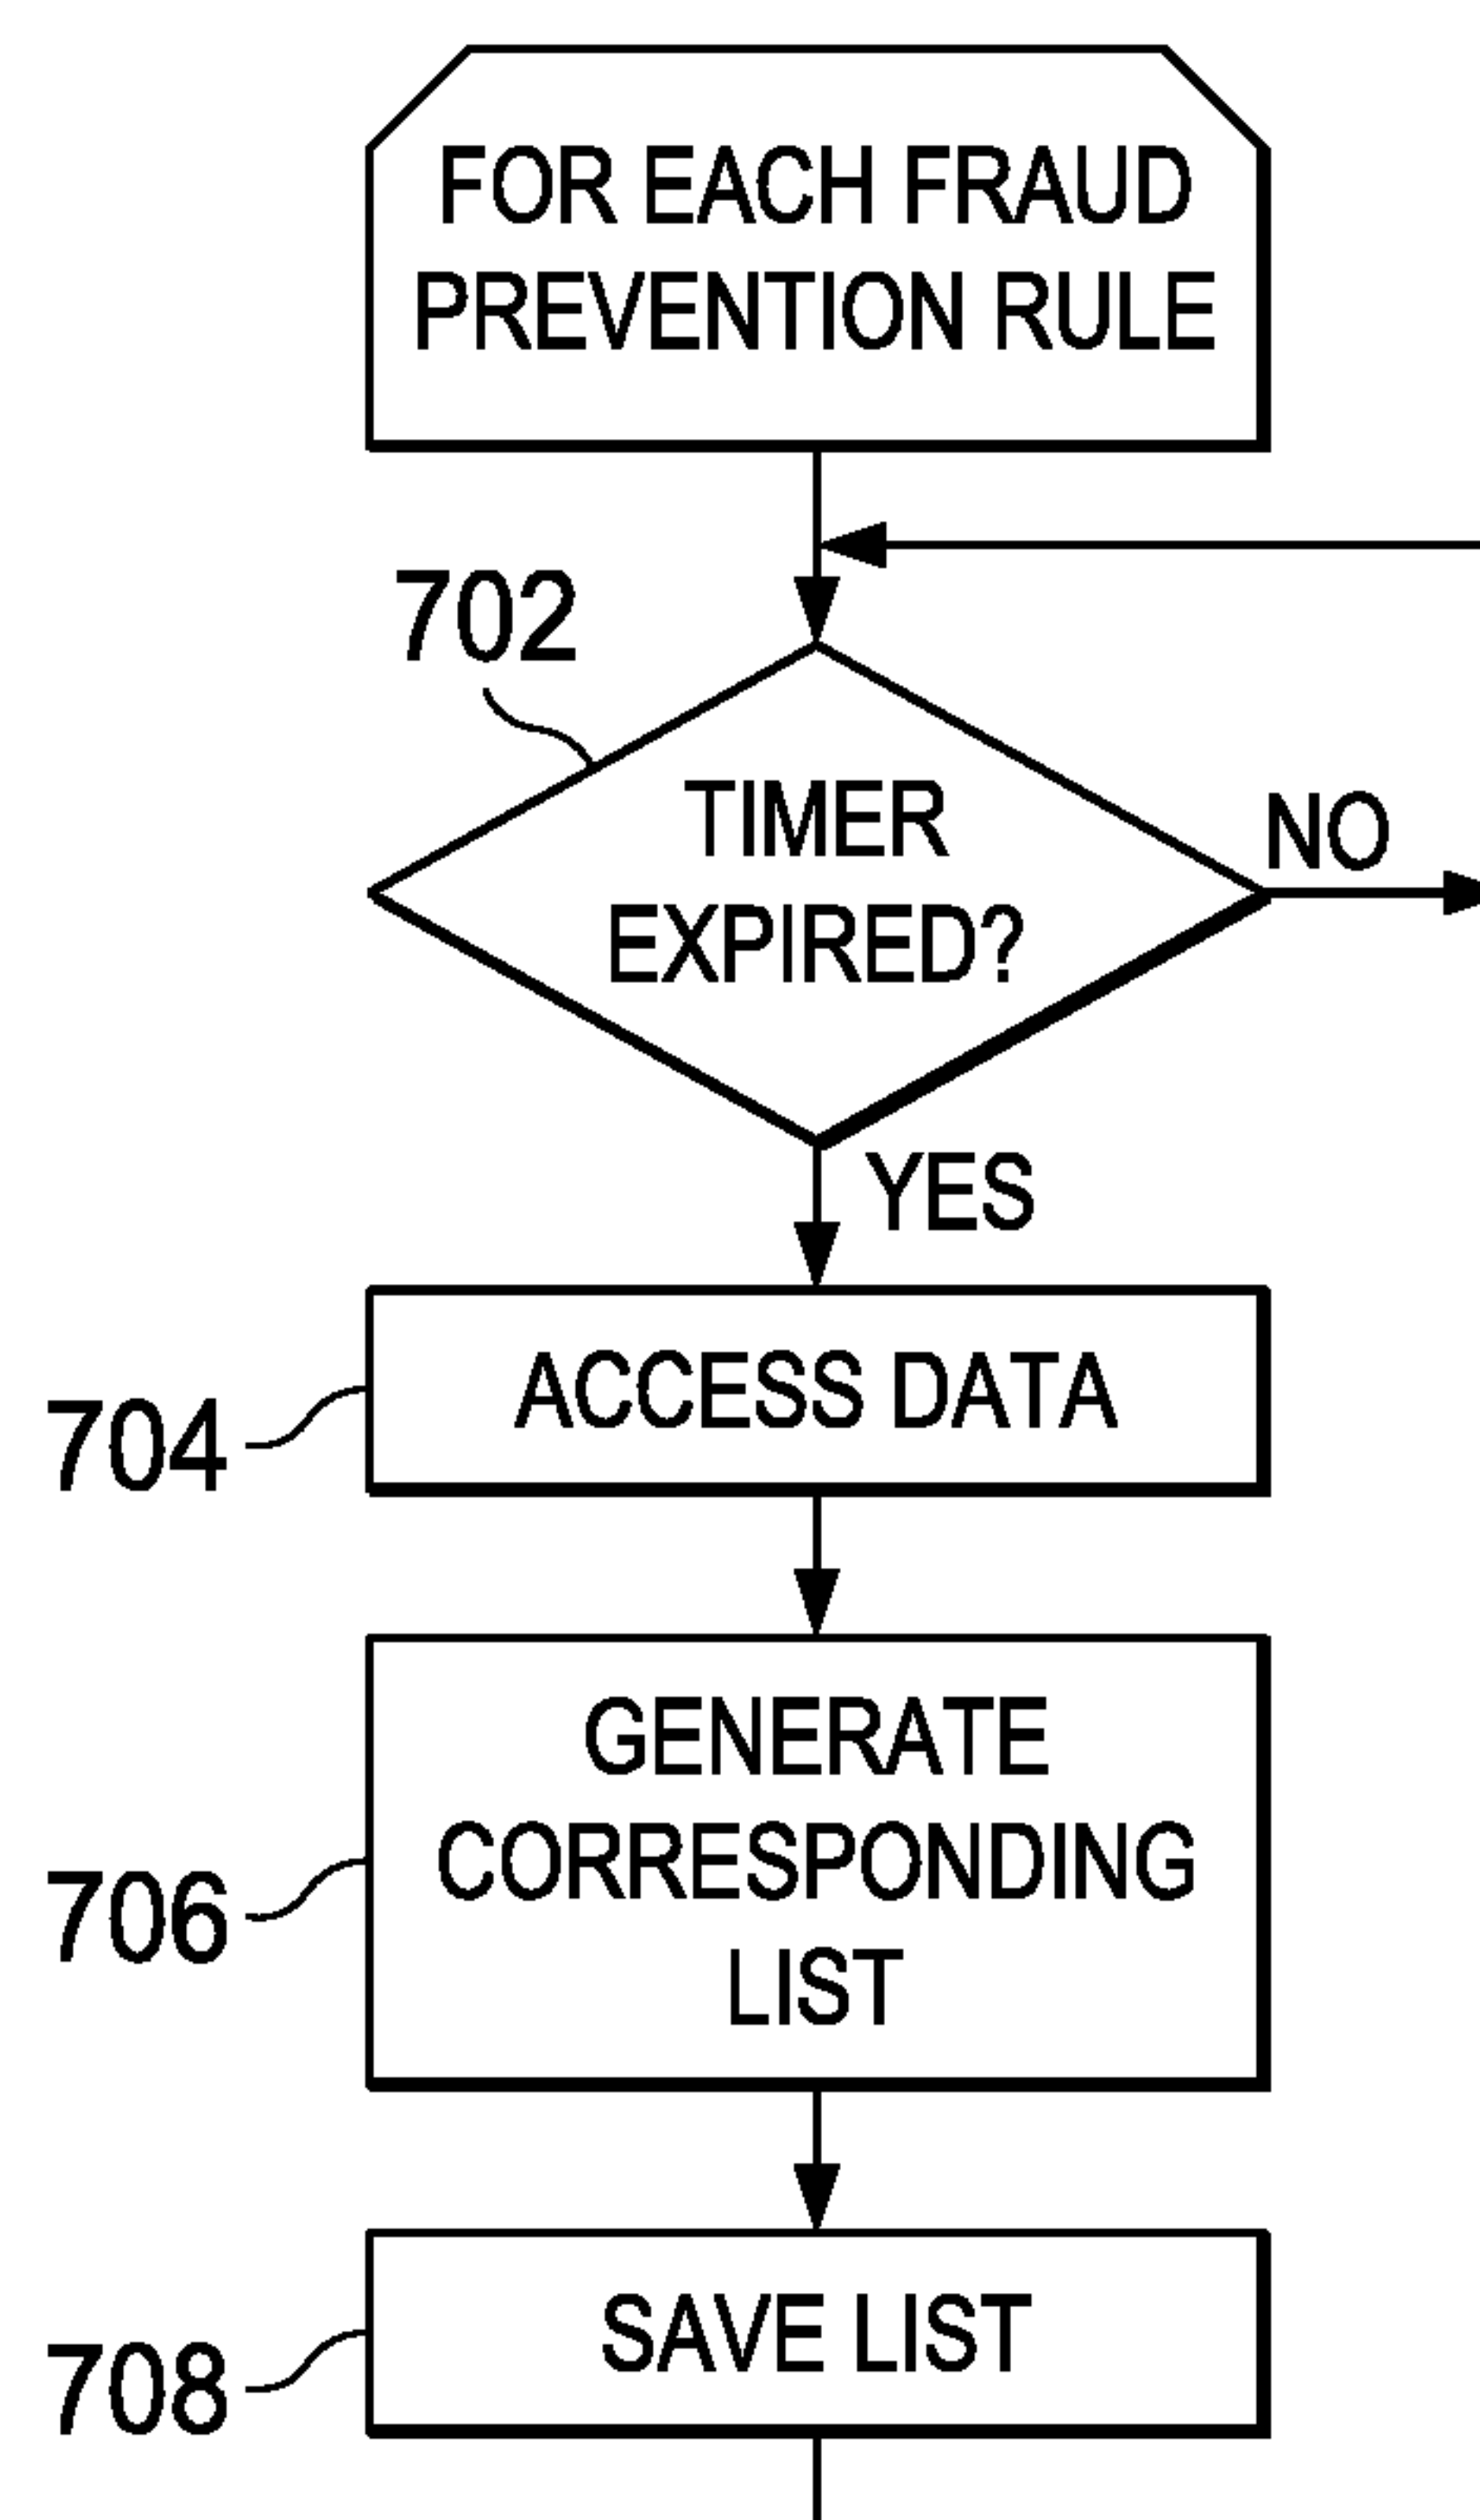 FOR EACH FRAUD
PREVENTION RULE
702
TIMER
EXPIRED?
NO
YES
704
ACCESS DATA
706
GENERATE
CORRESPONDING
LIST
708
SAVE LIST